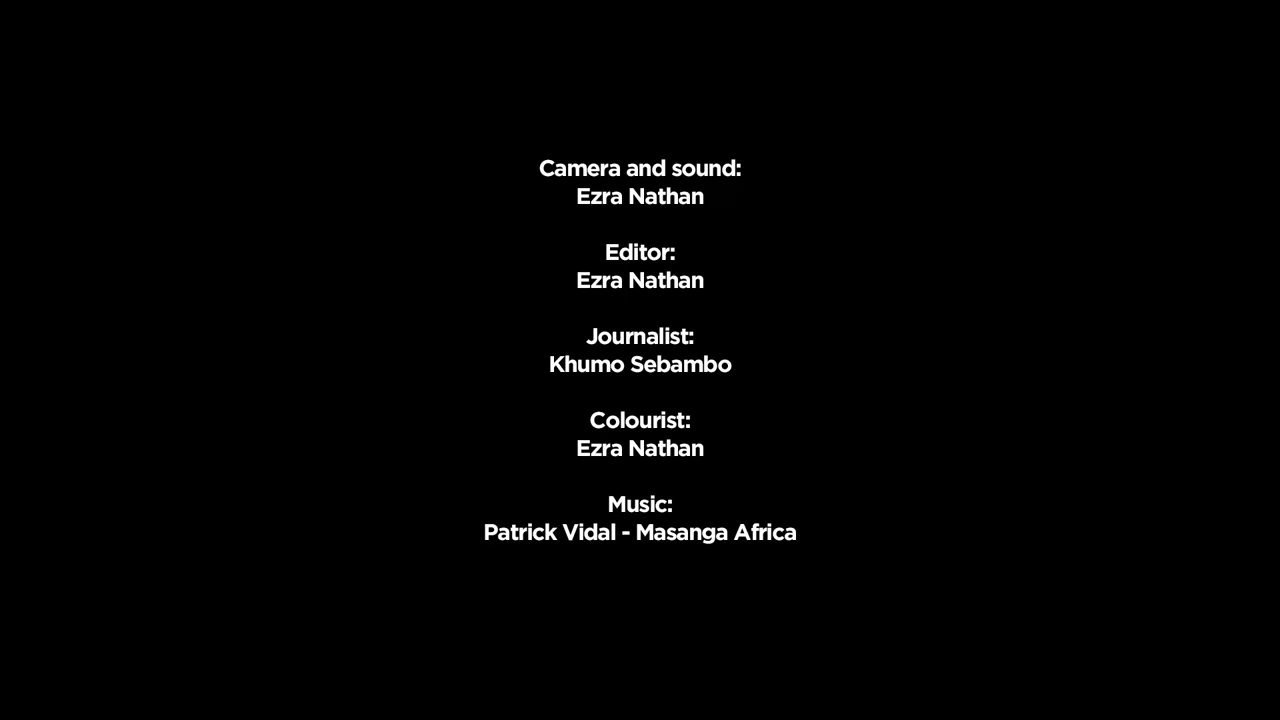 Camera and sound:
Ezra Nathan
Editor:
Ezra Nathan
Journalist:
Khumo Sebambo
Colourist:
Ezra Nathan
Music:
Patrick Vidal - Masanga Africa